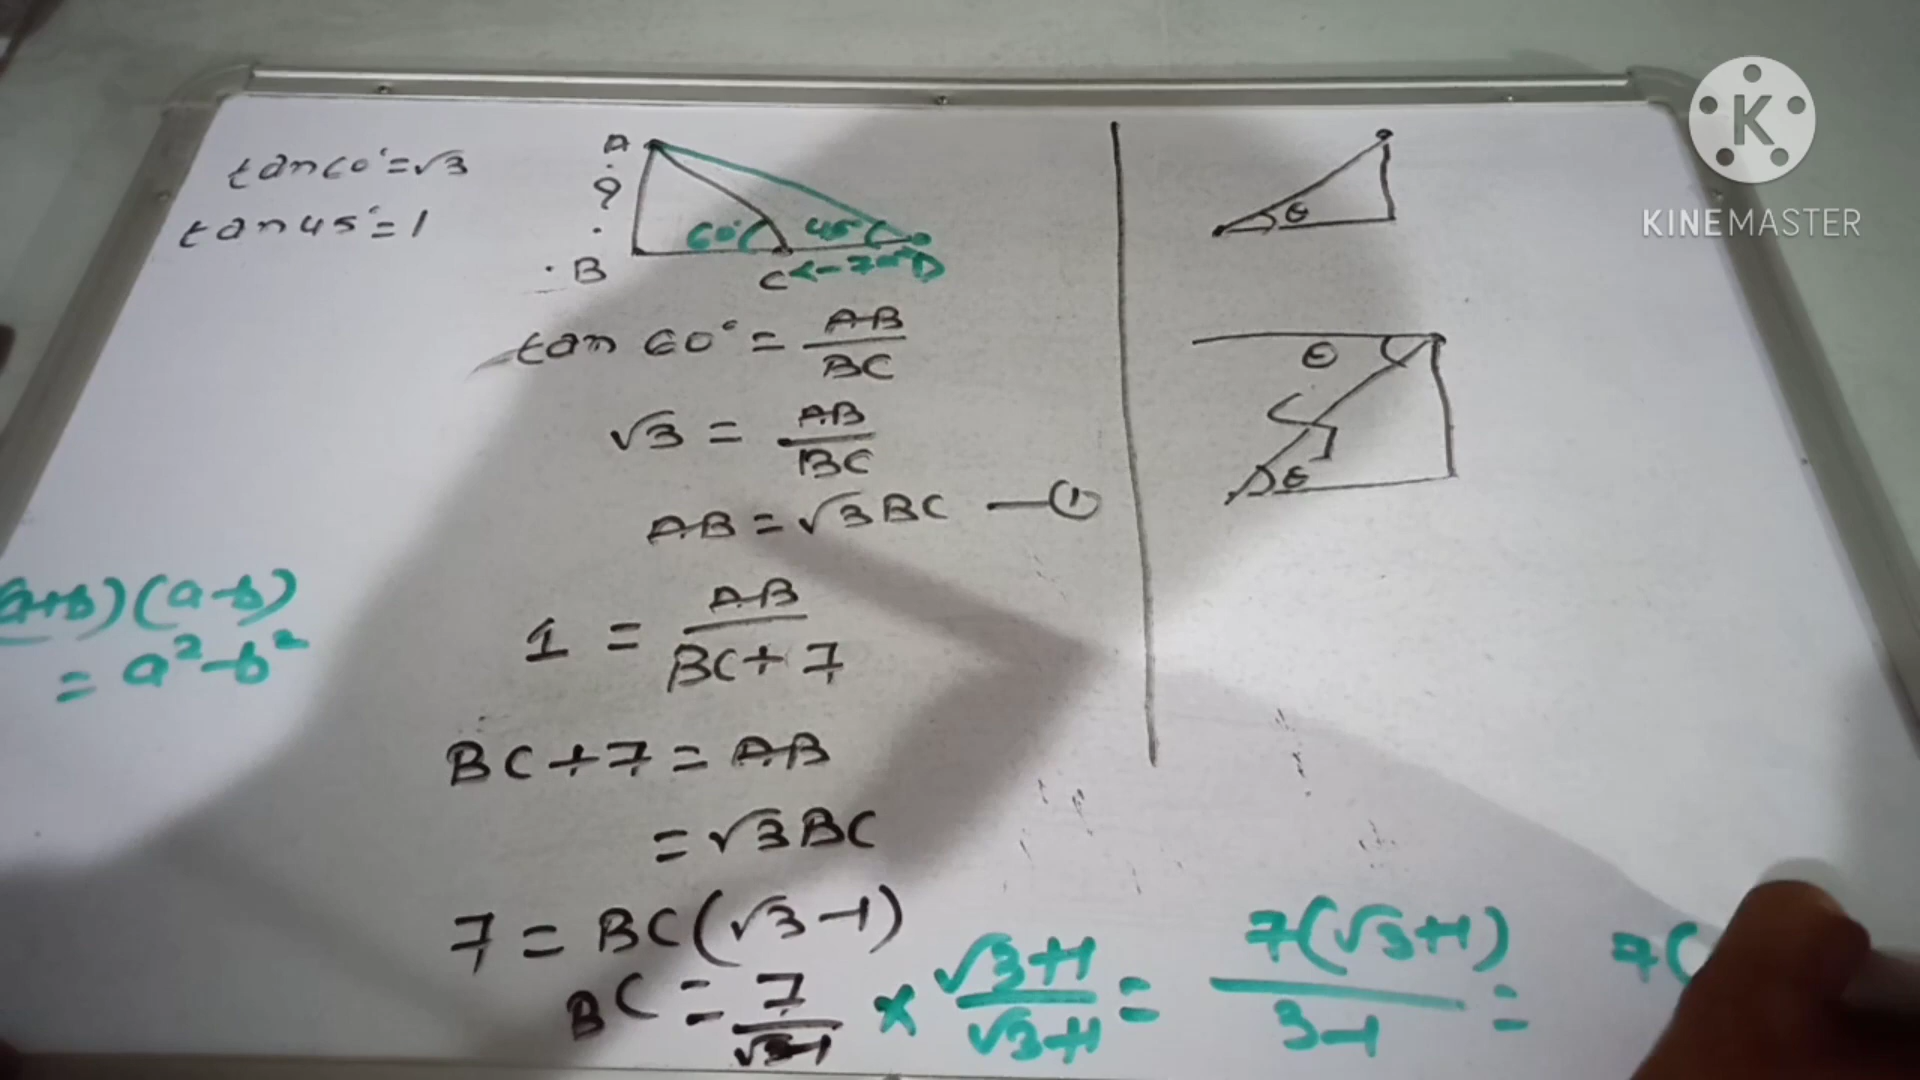 tan60°=√3
tan45°=1
A
?
B
60°
45°
C
←7m→
D
tan 60° = AB/BC
√3 = AB/BC
AB = √3BC —①
1 = AB/BC+7
BC+7 = AB
= √3BC
7 = BC(√3-1)
BC = 7/√3-1 × √3+1/√3+1 = 7(√3+1)/3-1 = 7(
(a+b)(a-b)
= a²-b²
θ
θ
θ
K
KINEMASTER